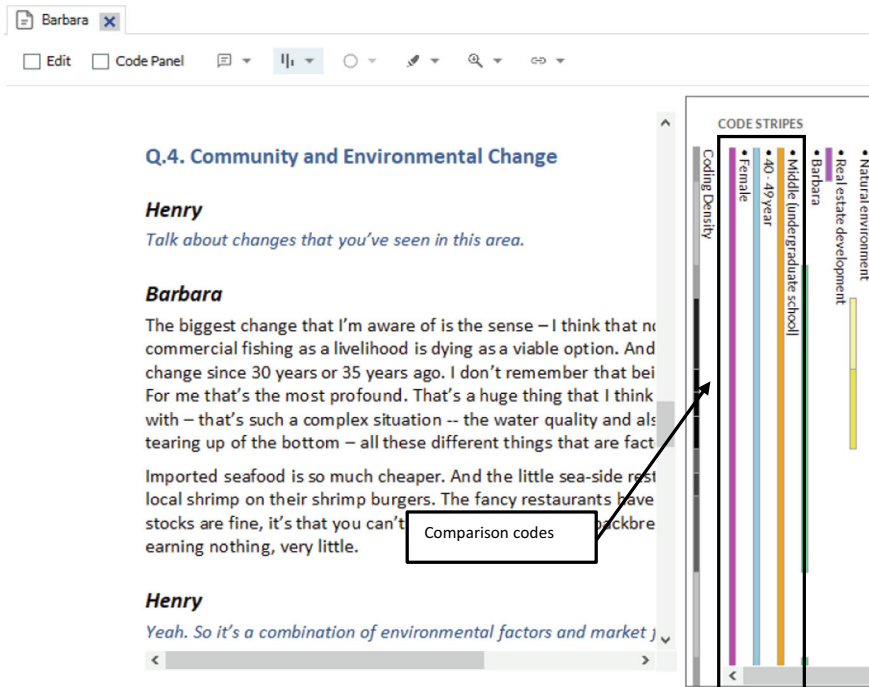 Barbara
Edit
Code Panel
CODE STRIPES
Q.4. Community and Environmental Change
Henry
Talk about changes that you've seen in this area.
Barbara
The biggest change that I'm aware of is the sense – I think that
commercial fishing as a livelihood is dying as a viable option. And
change since 30 years or 35 years ago. I don't remember that
For me that's the most profound. That's a huge thing that I think
with – that's such a complex situation -- the water quality and
tearing up of the bottom – all these different things that are
Imported seafood is so much cheaper. And the little sea-side
local shrimp on their shrimp burgers. The fancy restaurants have
stocks are fine, it's that you can't
earning nothing, very little.
Henry
Yeah. So it's a combination of environmental factors and market
Comparison codes
Coding Density
• Female
• 40 - 49 year
• Middle (undergraduate school)
• Barbara
• Real estate development
• Natural environment